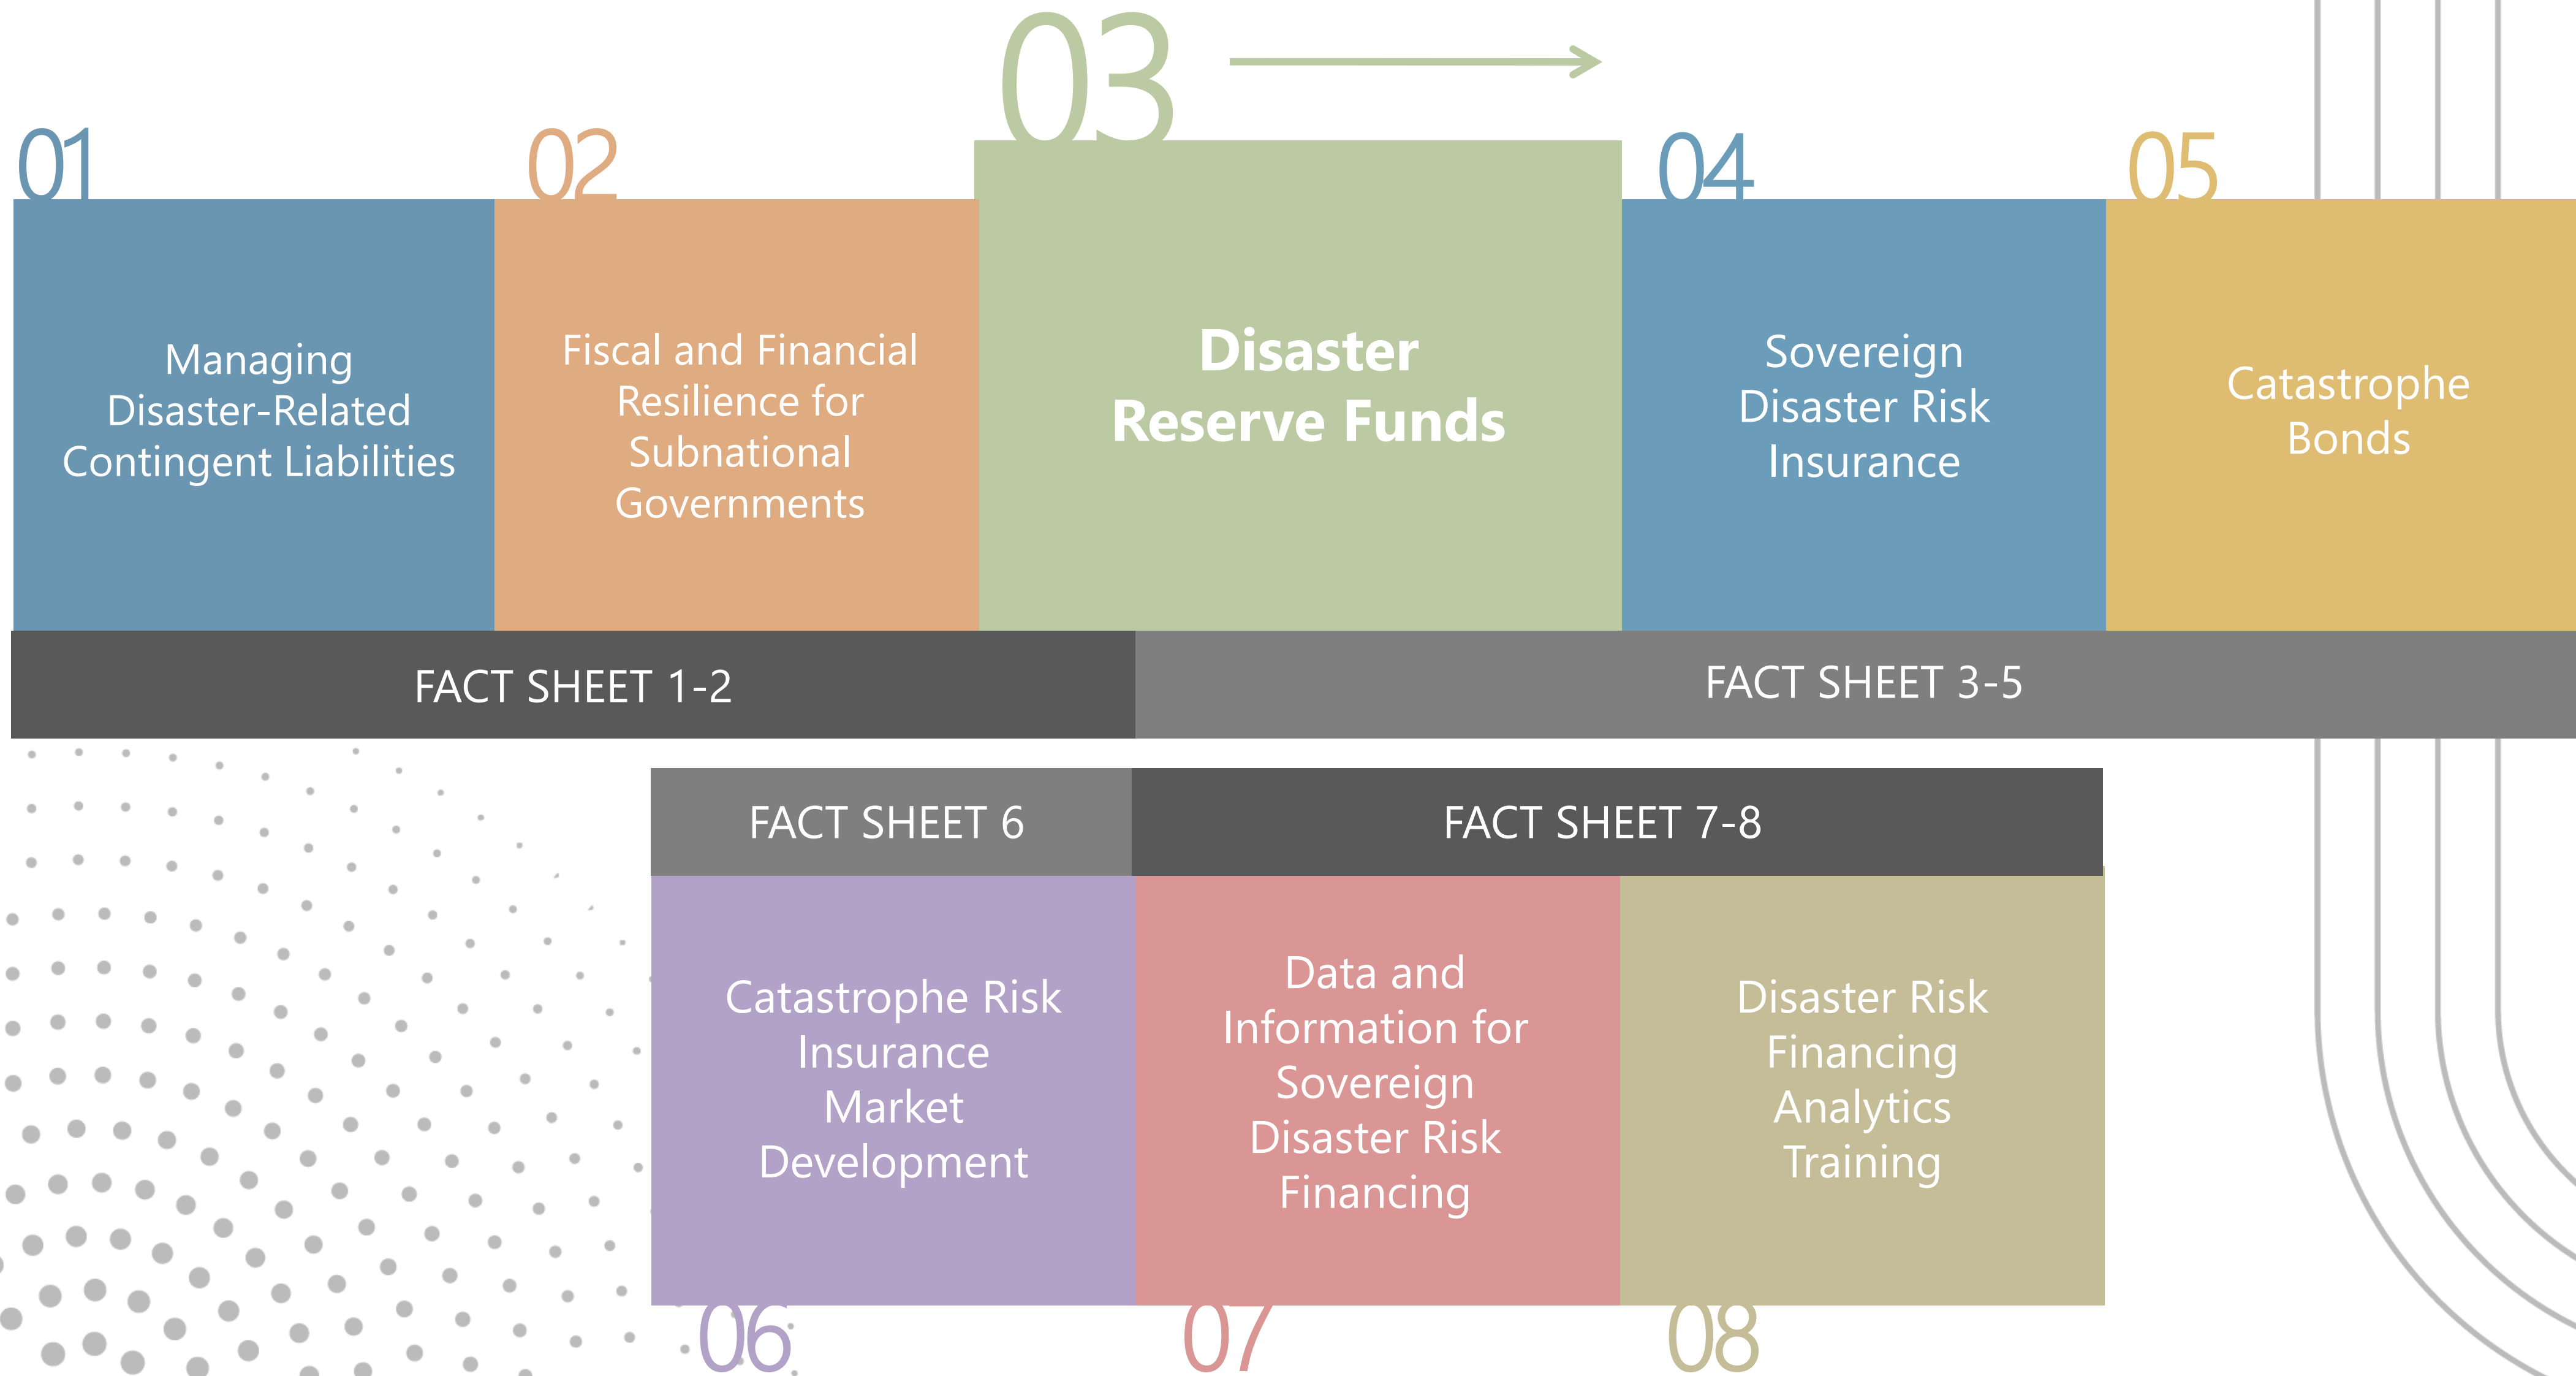 01
Managing
Disaster-Related
Contingent Liabilities
02
Fiscal and Financial
Resilience for
Subnational
Governments
03
Disaster
Reserve Funds
04
Sovereign
Disaster Risk
Insurance
05
Catastrophe
Bonds
FACT SHEET 1-2
FACT SHEET 3-5
FACT SHEET 6
FACT SHEET 7-8
Catastrophe Risk
Insurance
Market
Development
06
Data and
Information for
Sovereign
Disaster Risk
Financing
07
Disaster Risk
Financing
Analytics
Training
08